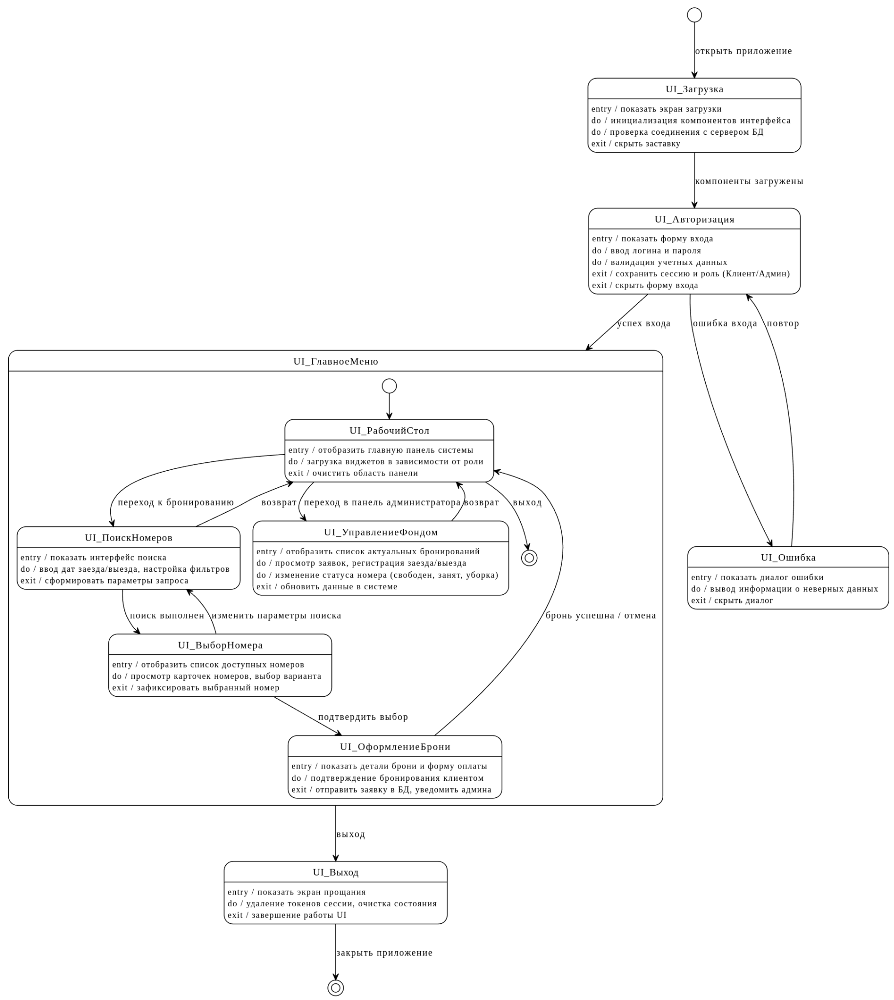 открыть приложение
UI_Загрузка
entry / показать экран загрузки
do / инициализация компонентов интерфейса
do / проверка соединения с сервером БД
exit / скрыть заставку
компоненты загружены
UI_Авторизация
entry / показать форму входа
do / ввод логина и пароля
do / валидация учетных данных
exit / сохранить сессию и роль (Клиент/Админ)
exit / скрыть форму входа
успех входа
ошибка входа
повтор
UI_ГлавноеМеню
UI_РабочийСтол
entry / отобразить главную панель системы
do / загрузка виджетов в зависимости от роли
exit / очистить область панели
переход к бронированию
возврат
переход в панель администратора
возврат
выход
UI_ПоискНомеров
entry / показать интерфейс поиска
do / ввод дат заезда/выезда, настройка фильтров
exit / сформировать параметры запроса
UI_УправлениеФондом
entry / отобразить список актуальных бронирований
do / просмотр заявок, регистрация заезда/выезда
do / изменение статуса номера (свободен, занят, уборка)
exit / обновить данные в системе
UI_Ошибка
entry / показать диалог ошибки
do / вывод информации о неверных данных
exit / скрыть диалог
поиск выполнен
изменить параметры поиска
бронь успешна / отмена
UI_ВыборНомера
entry / отобразить список доступных номеров
do / просмотр карточек номеров, выбор варианта
exit / зафиксировать выбранный номер
подтвердить выбор
UI_ОформлениеБрони
entry / показать детали брони и форму оплаты
do / подтверждение бронирования клиентом
exit / отправить заявку в БД, уведомить админа
выход
UI_Выход
entry / показать экран прощания
do / удаление токенов сессии, очистка состояния
exit / завершение работы UI
закрыть приложение